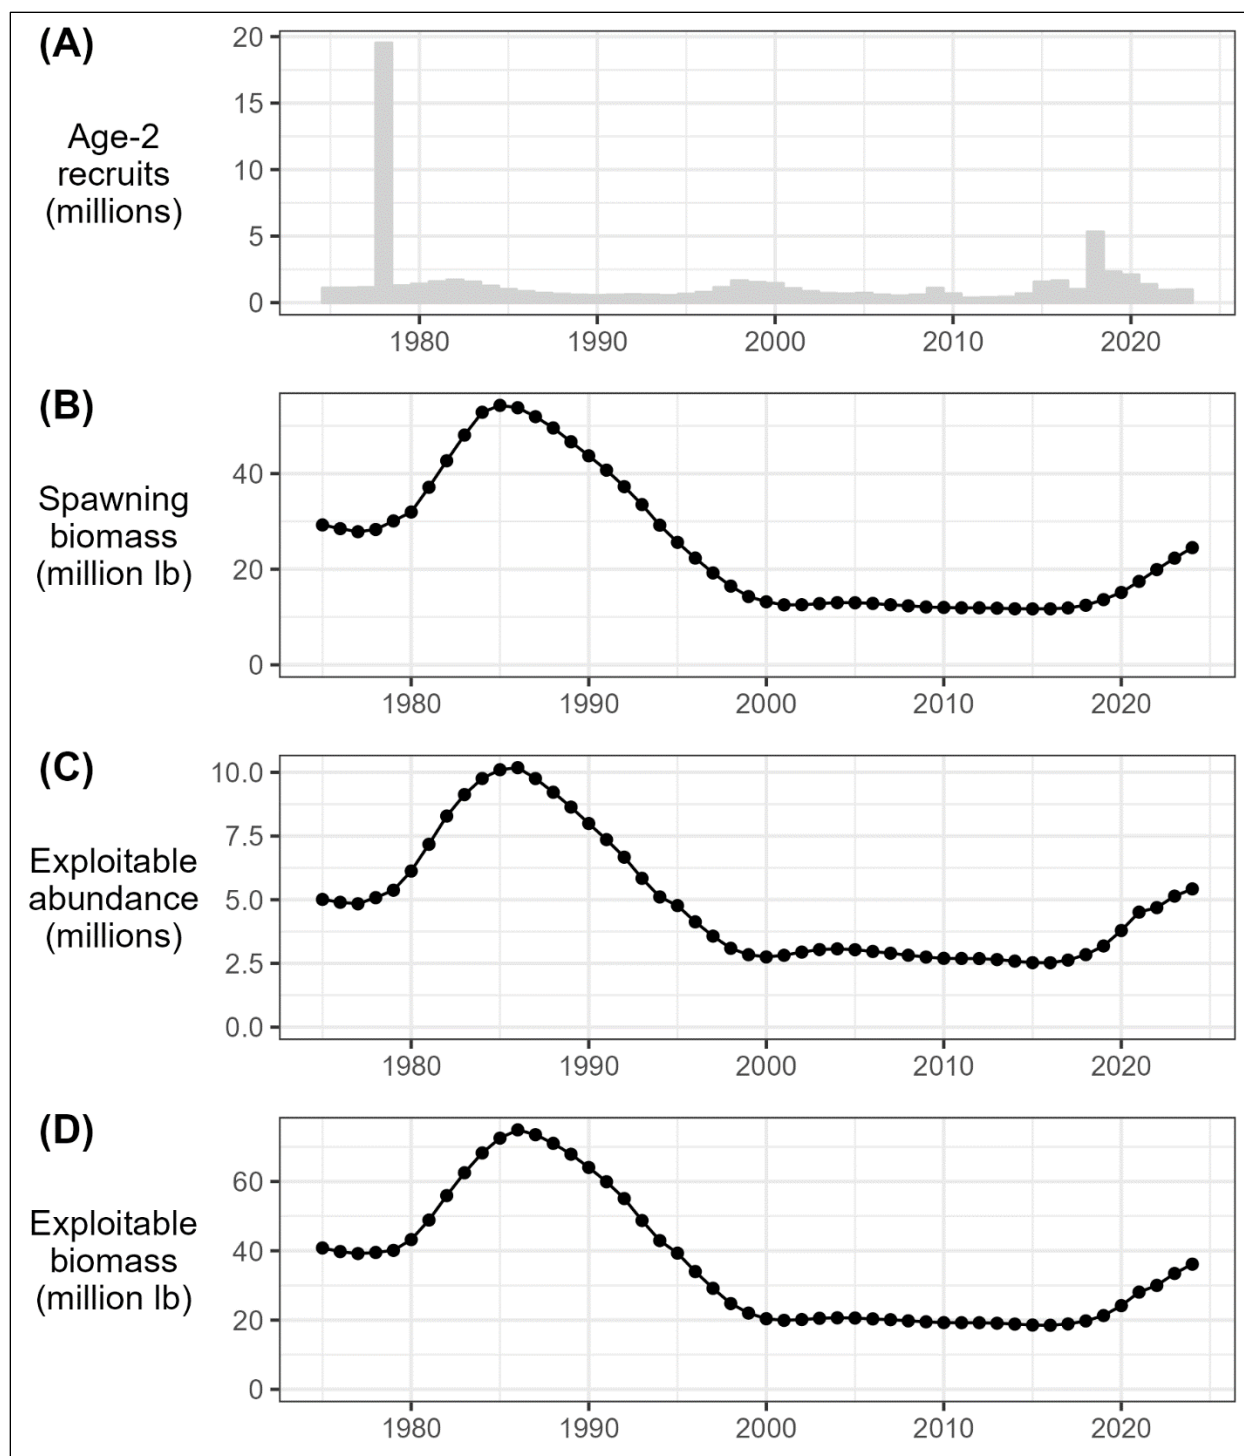 (A)
Age-2
recruits
(millions)
20
15
10
5
0
1980 1990 2000 2010 2020
(B)
Spawning
biomass
(million lb)
40
20
0
1980 1990 2000 2010 2020
(C)
Exploitable
abundance
(millions)
10.0
7.5
5.0
2.5
0.0
1980 1990 2000 2010 2020
(D)
Exploitable
biomass
(million lb)
60
40
20
0
1980 1990 2000 2010 2020